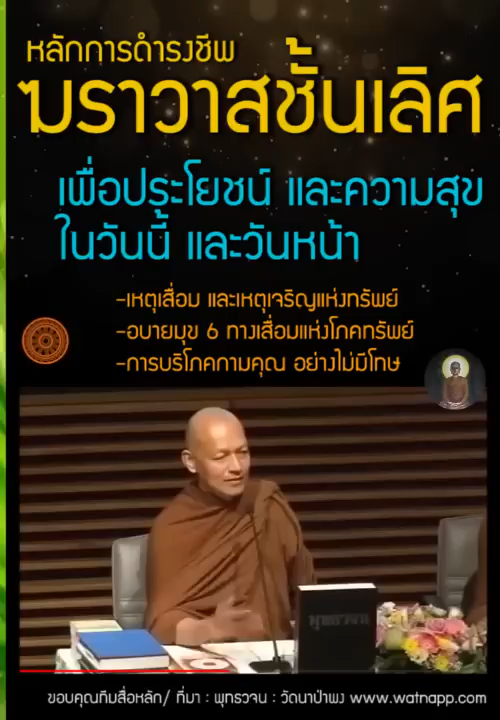 หลักการดำรงชีพ
ฆราวาสชั้นเลิศ
เพื่อประโยชน์ และความสุข
ในวันนี้ และวันหน้า
-เหตุเสื่อม และเหตุเจริญแห่งทรัพย์
-อบายมุข 6 ทางเสื่อมแห่งโภคทรัพย์
-การบริโภคกามคุณ อย่างไม่มีโทษ
พุทธวจน
ขอบคุณทีมสื่อหลัก/ ที่มา : พุทธวจน : วัดนาป่าพง www.watnapp.com